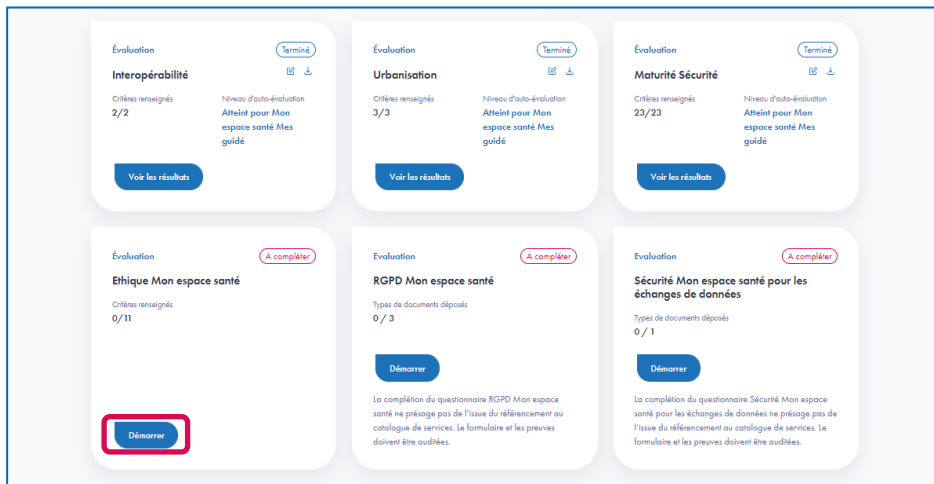 Évaluation
Terminé
Interopérabilité
Critères renseignés
2/2
Niveau d'auto-évaluation
Atteint pour Mon
espace santé Mes
guidé
Voir les résultats
Évaluation
Terminé
Urbanisation
Critères renseignés
3/3
Niveau d'auto-évaluation
Atteint pour Mon
espace santé Mes
guidé
Voir les résultats
Évaluation
Terminé
Maturité Sécurité
Critères renseignés
23/23
Niveau d'auto-évaluation
Atteint pour Mon
espace santé Mes
guidé
Voir les résultats
Évaluation
A compléter
Ethique Mon espace santé
Critères renseignés
0/11
Démarrer
Evaluation
A compléter
RGPD Mon espace santé
Types de documents déposés
0 / 3
Démarrer
La complétion du questionnaire RGPD Mon espace
santé ne présage pas de l'issue du référencement au
catalogue de services. Le formulaire et les preuves
doivent être auditées.
Evaluation
A compléter
Sécurité Mon espace santé pour les
échanges de données
Types de documents déposés
0 / 1
Démarrer
La complétion du questionnaire Sécurité Mon espace
santé pour les échanges de données ne présage pas de
l'issue du référencement au catalogue de services. Le
formulaire et les preuves doivent être auditées.